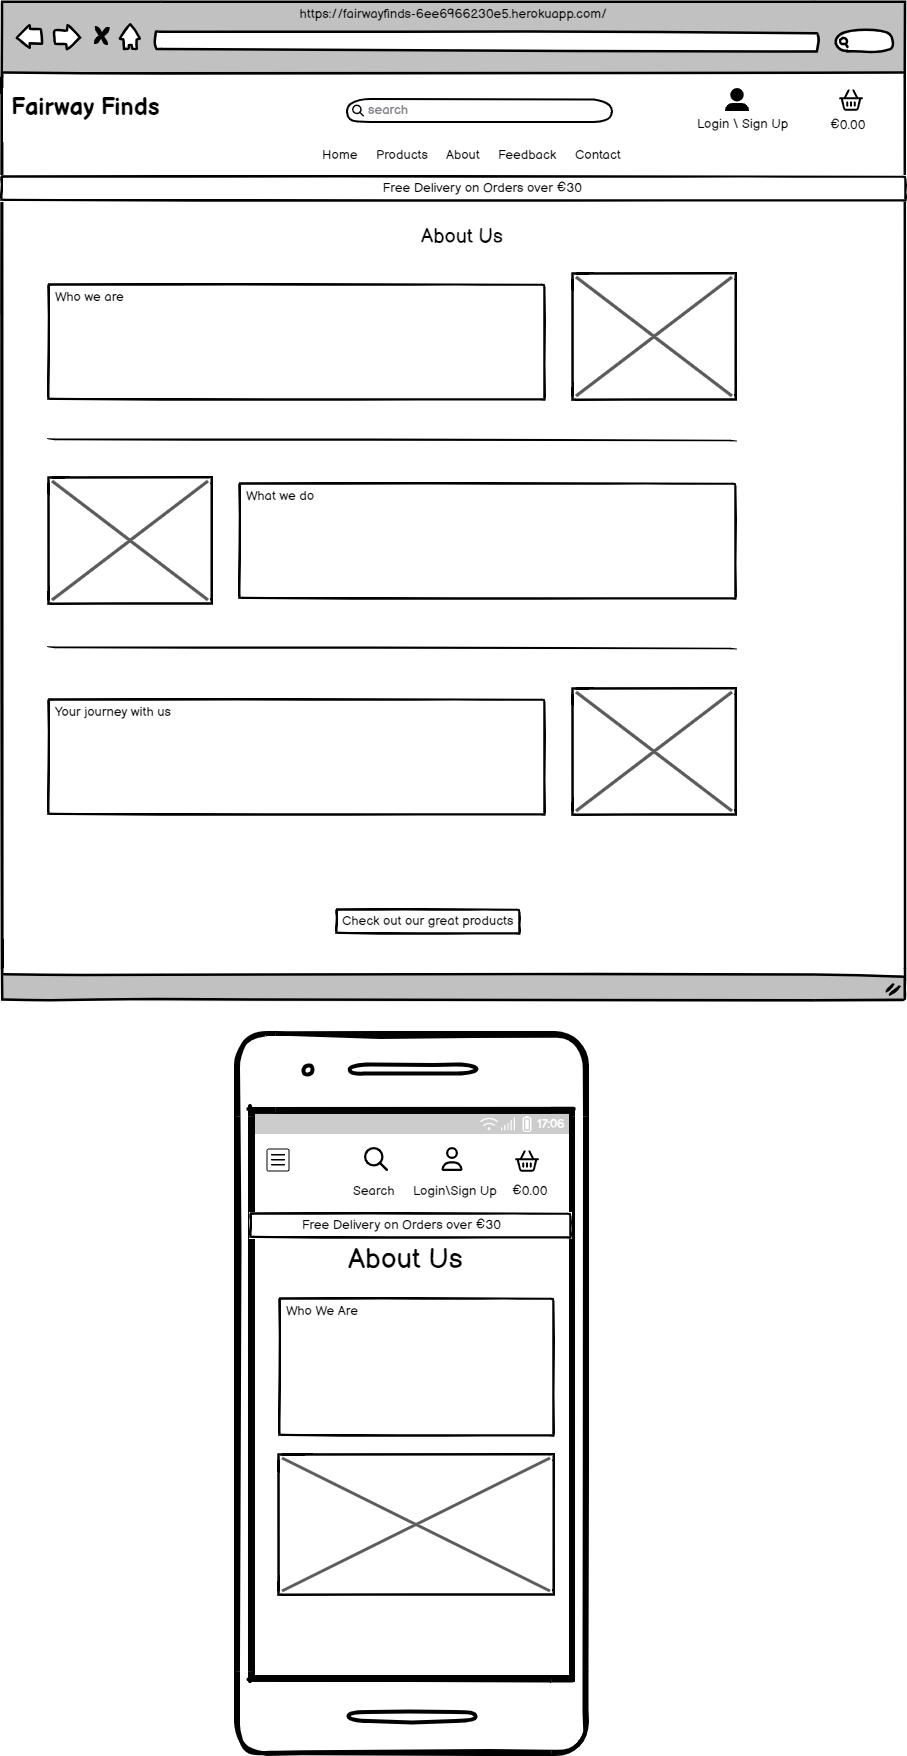 https://fairwayfinds-6ee6966230e5.herokuapp.com/
Fairway Finds
search
Login \ Sign Up
€0.00
Home Products About Feedback Contact
Free Delivery on Orders over €30
About Us
Who we are
What we do
Your journey with us
Check out our great products
17:06
Search Login\Sign Up €0.00
Free Delivery on Orders over €30
About Us
Who We Are